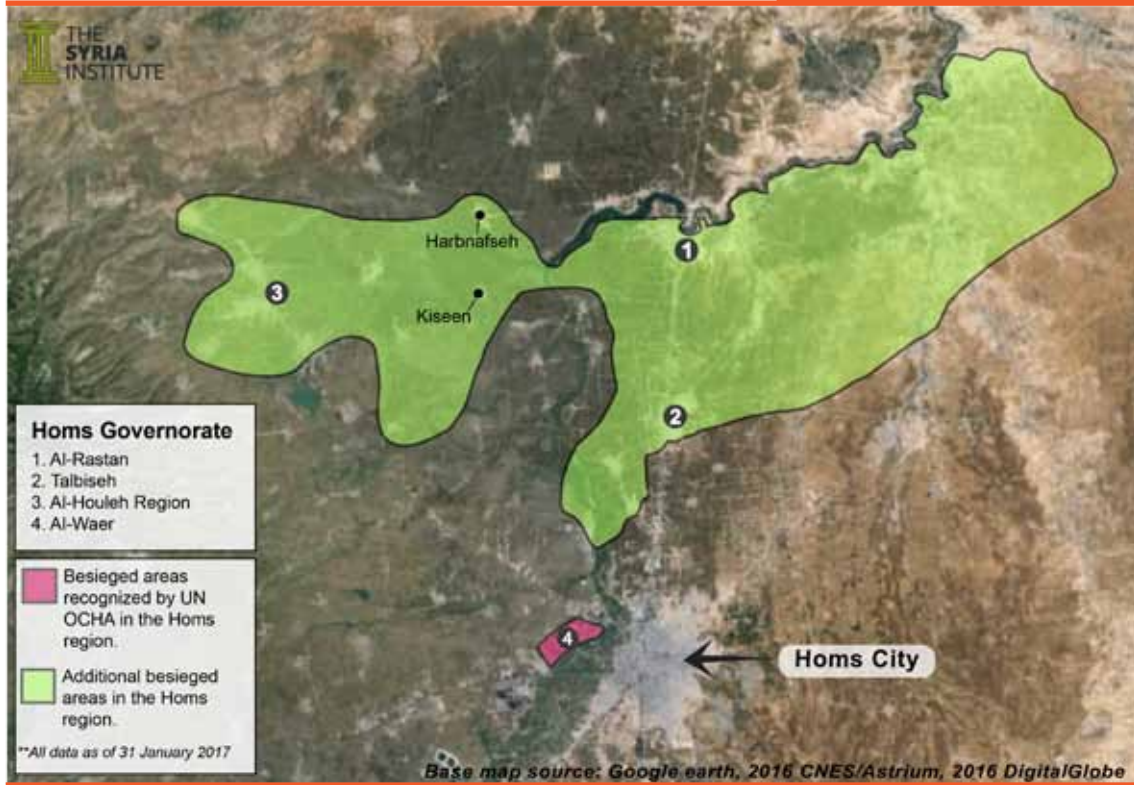 THE
SYRIA
INSTITUTE
Harbnafseh
1
3
Kiseen
2
Homs Governorate
1. Al-Rastan
2. Talbiseh
3. Al-Houleh Region
4. Al-Waer
Besieged areas
recognized by UN
OCHA in the Homs
region.
4
Homs City
Additional besieged
areas in the Homs
region.
**All data as of 31 January 2017
Base map source: Google earth, 2016 CNES/Astrium, 2016 DigitalGlobe